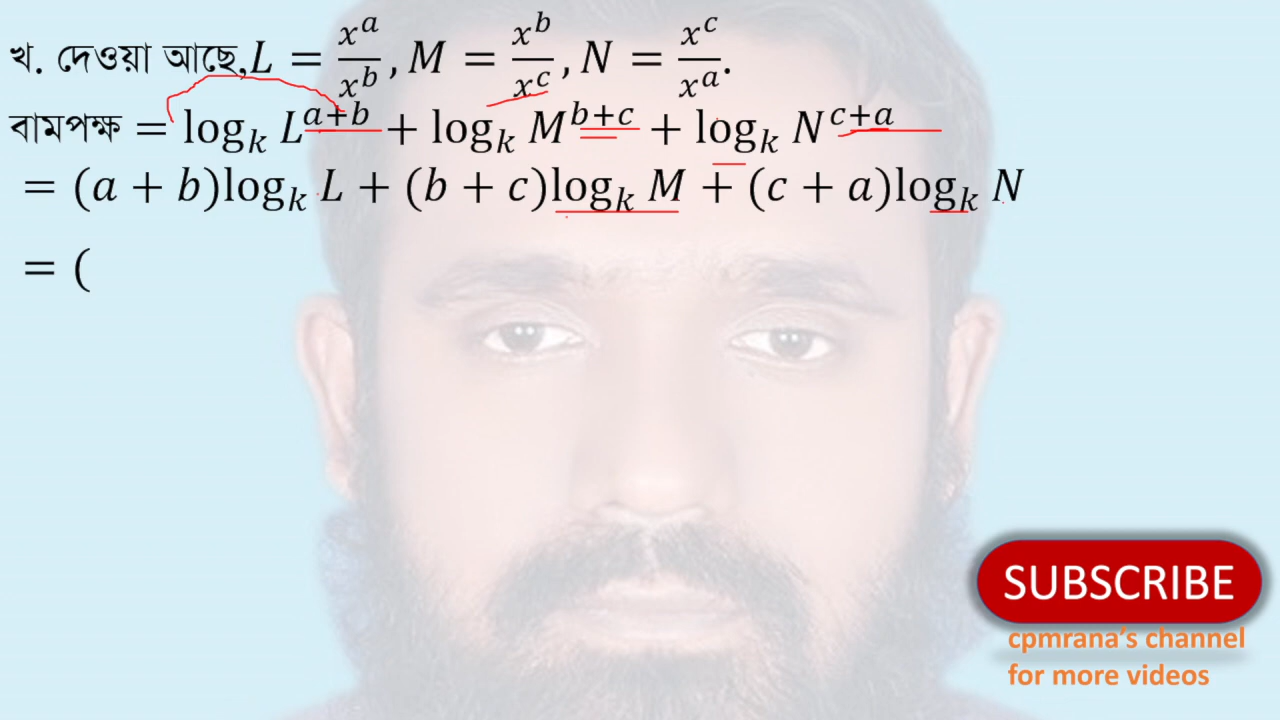 খ. দেওয়া আছে, L = x^a/x^b, M = x^b/x^c, N = x^c/x^a.
বামপক্ষ = log_k L^{a+b} + log_k M^{b+c} + log_k N^{c+a}
= (a + b)log_k L + (b + c)log_k M + (c + a)log_k N
= (
SUBSCRIBE
cpmrana's channel
for more videos